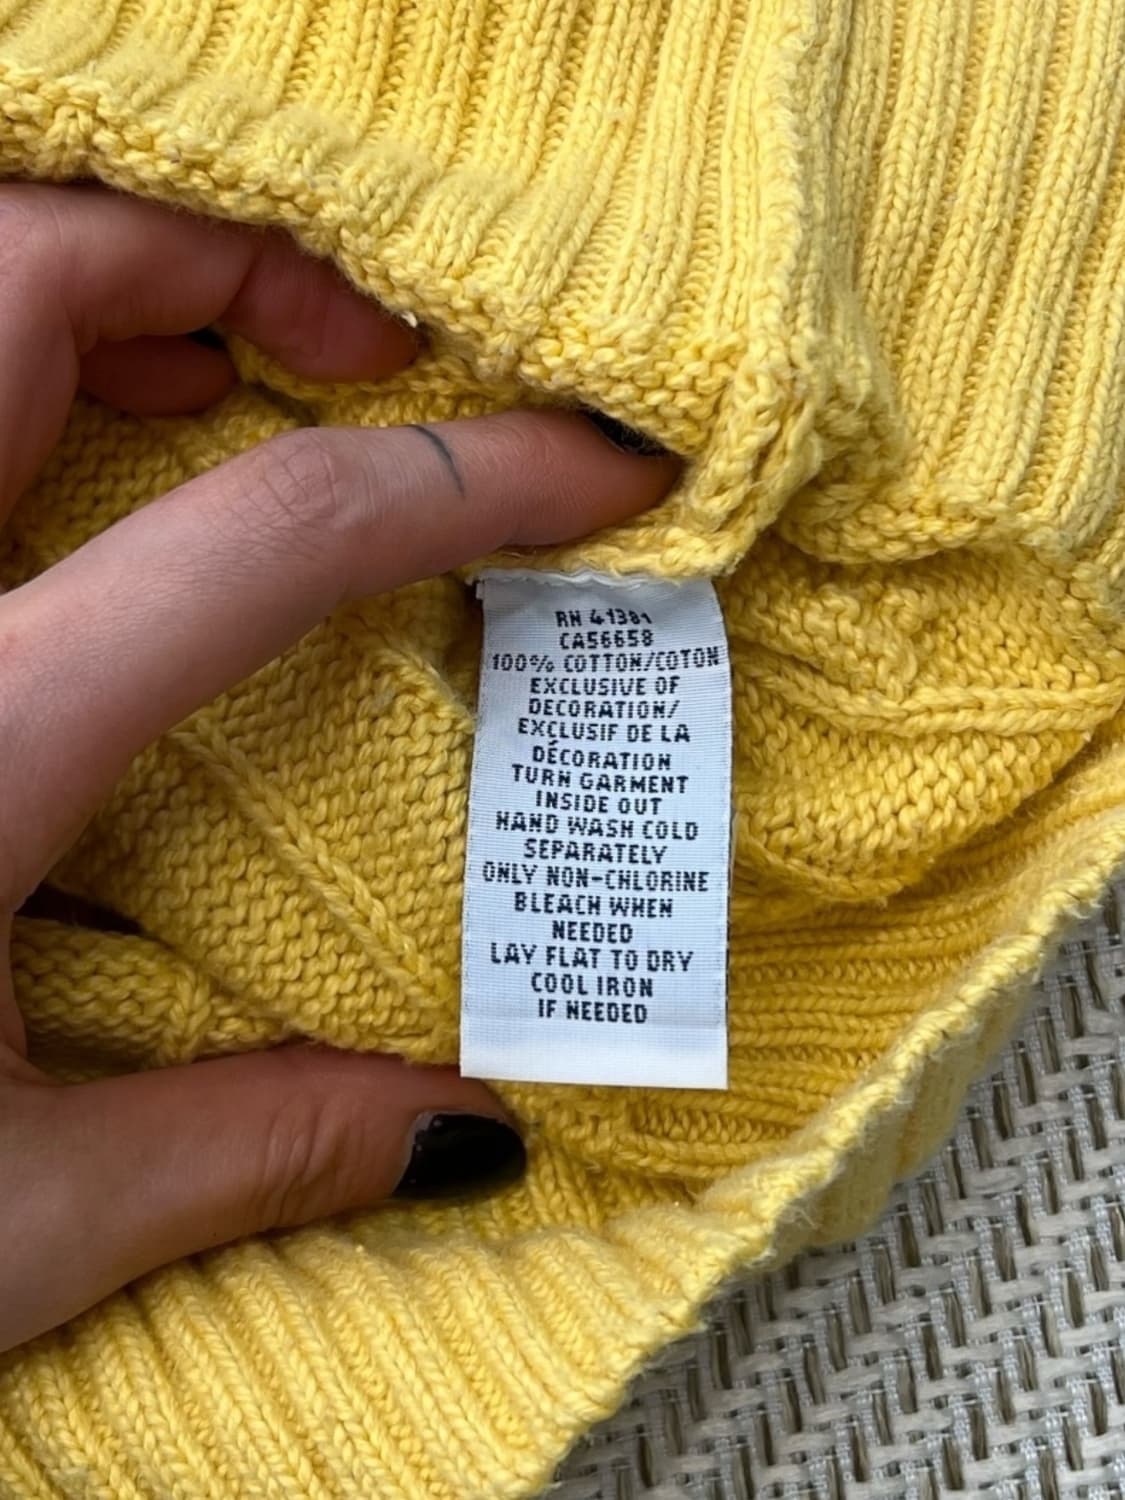 RN 41381
CA56658
100% COTTON/COTON
EXCLUSIVE OF
DECORATION/
EXCLUSIF DE LA
DÉCORATION
TURN GARMENT
INSIDE OUT
HAND WASH COLD
SEPARATELY
ONLY NON-CHLORINE
BLEACH WHEN
NEEDED
LAY FLAT TO DRY
COOL IRON
IF NEEDED